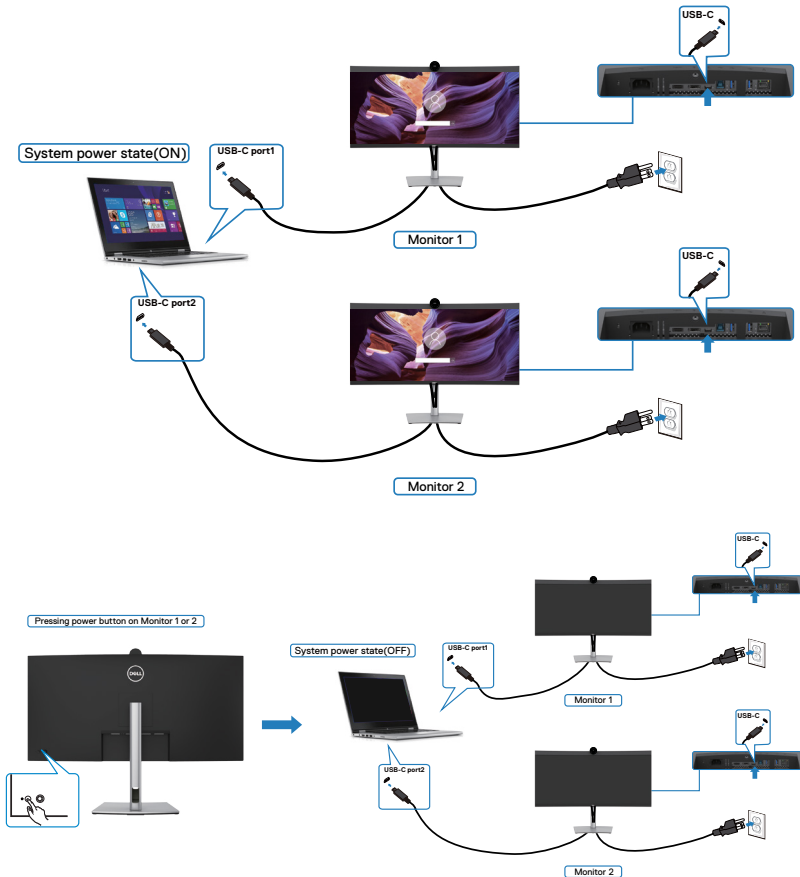 USB-C
System power state(ON)
USB-C port1
Monitor 1
USB-C
USB-C port2
Monitor 2
USB-C
Pressing power button on Monitor 1 or 2
DELL
System power state(OFF)
USB-C port1
Monitor 1
USB-C
USB-C port2
Monitor 2